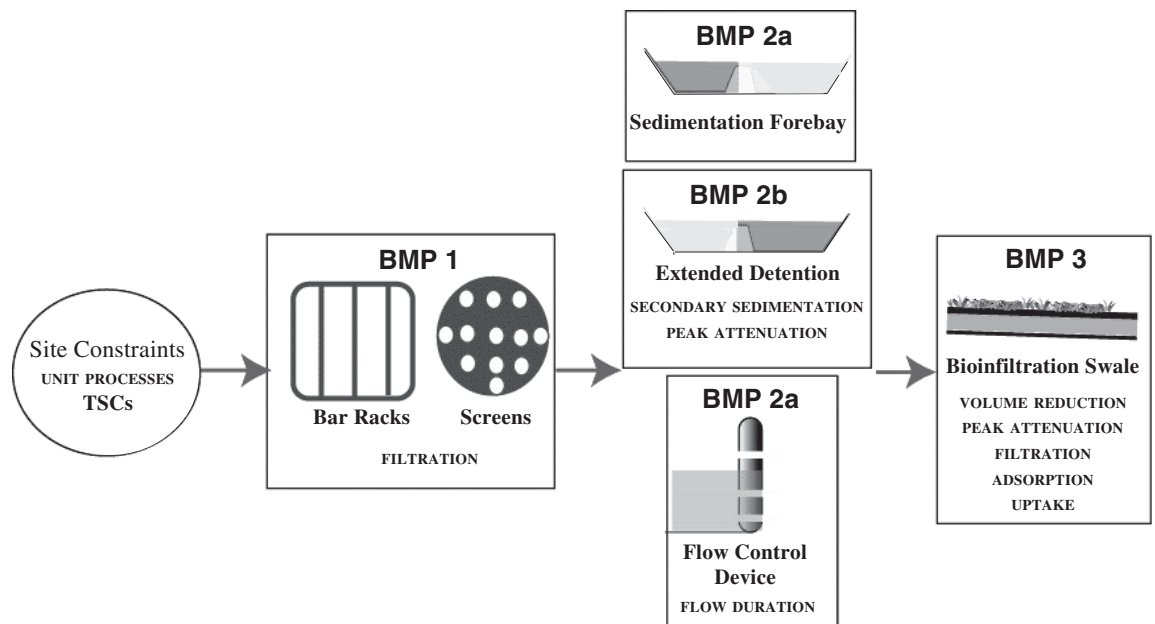 Site Constraints
UNIT PROCESSES
TSCs
BMP 1
Bar Racks
Screens
FILTRATION
BMP 2a
Sedimentation Forebay
BMP 2b
Extended Detention
SECONDARY SEDIMENTATION
PEAK ATTENUATION
BMP 2a
Flow Control
Device
FLOW DURATION
BMP 3
Bioinfiltration Swale
VOLUME REDUCTION
PEAK ATTENUATION
FILTRATION
ADSORPTION
UPTAKE